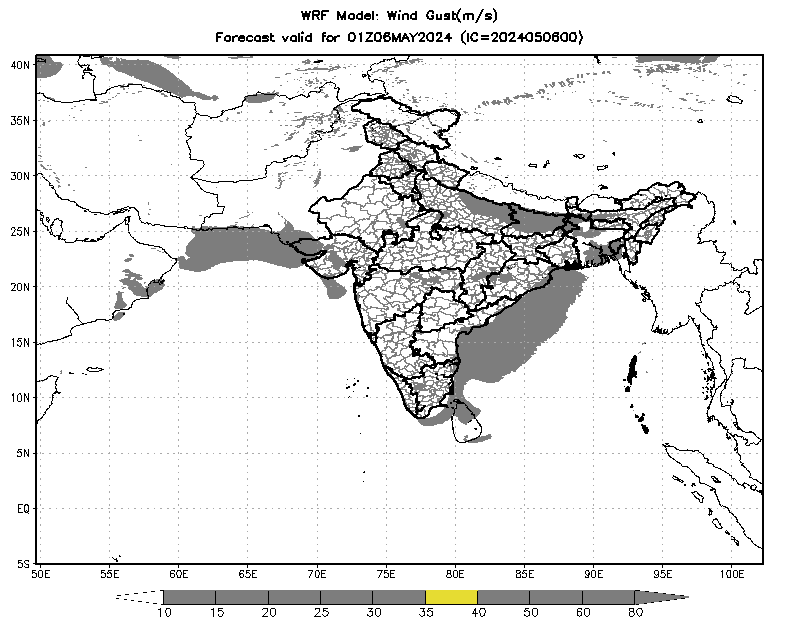 WRF Model: Wind Gust(m/s)
Forecast valid for 01Z06MAY2024 (IC=2024050600)
40N
35N
30N
25N
20N
15N
10N
5N
EQ
5S
50E 55E 60E 65E 70E 75E 80E 85E 90E 95E 100E
10 15 20 25 30 35 40 50 60 80